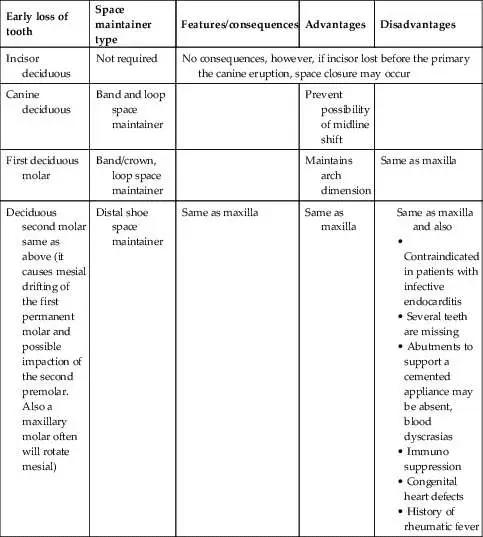 Early loss of tooth
Space maintainer type
Features/consequences
Advantages
Disadvantages
Incisor
deciduous
Not required
No consequences, however, if incisor lost before the primary
the canine eruption, space closure may occur
Canine
deciduous
Band and loop
space
maintainer
Prevent
possibility
of midline
shift
First deciduous
molar
Band/crown,
loop space
maintainer
Maintains
arch
dimension
Same as maxilla
Deciduous
second molar
same as
above (it
causes mesial
drifting of
the first
permanent
molar and
possible
impaction of
the second
premolar.
Also a
maxillary
molar often
will rotate
mesial)
Distal shoe
space
maintainer
Same as maxilla
Same as
maxilla
Same as maxilla
and also
•
Contraindicated
in patients with
infective
endocarditis
• Several teeth
are missing
• Abutments to
support a
cemented
appliance may
be absent,
blood
dyscrasias
• Immuno
suppression
• Congenital
heart defects
• History of
rheumatic fever